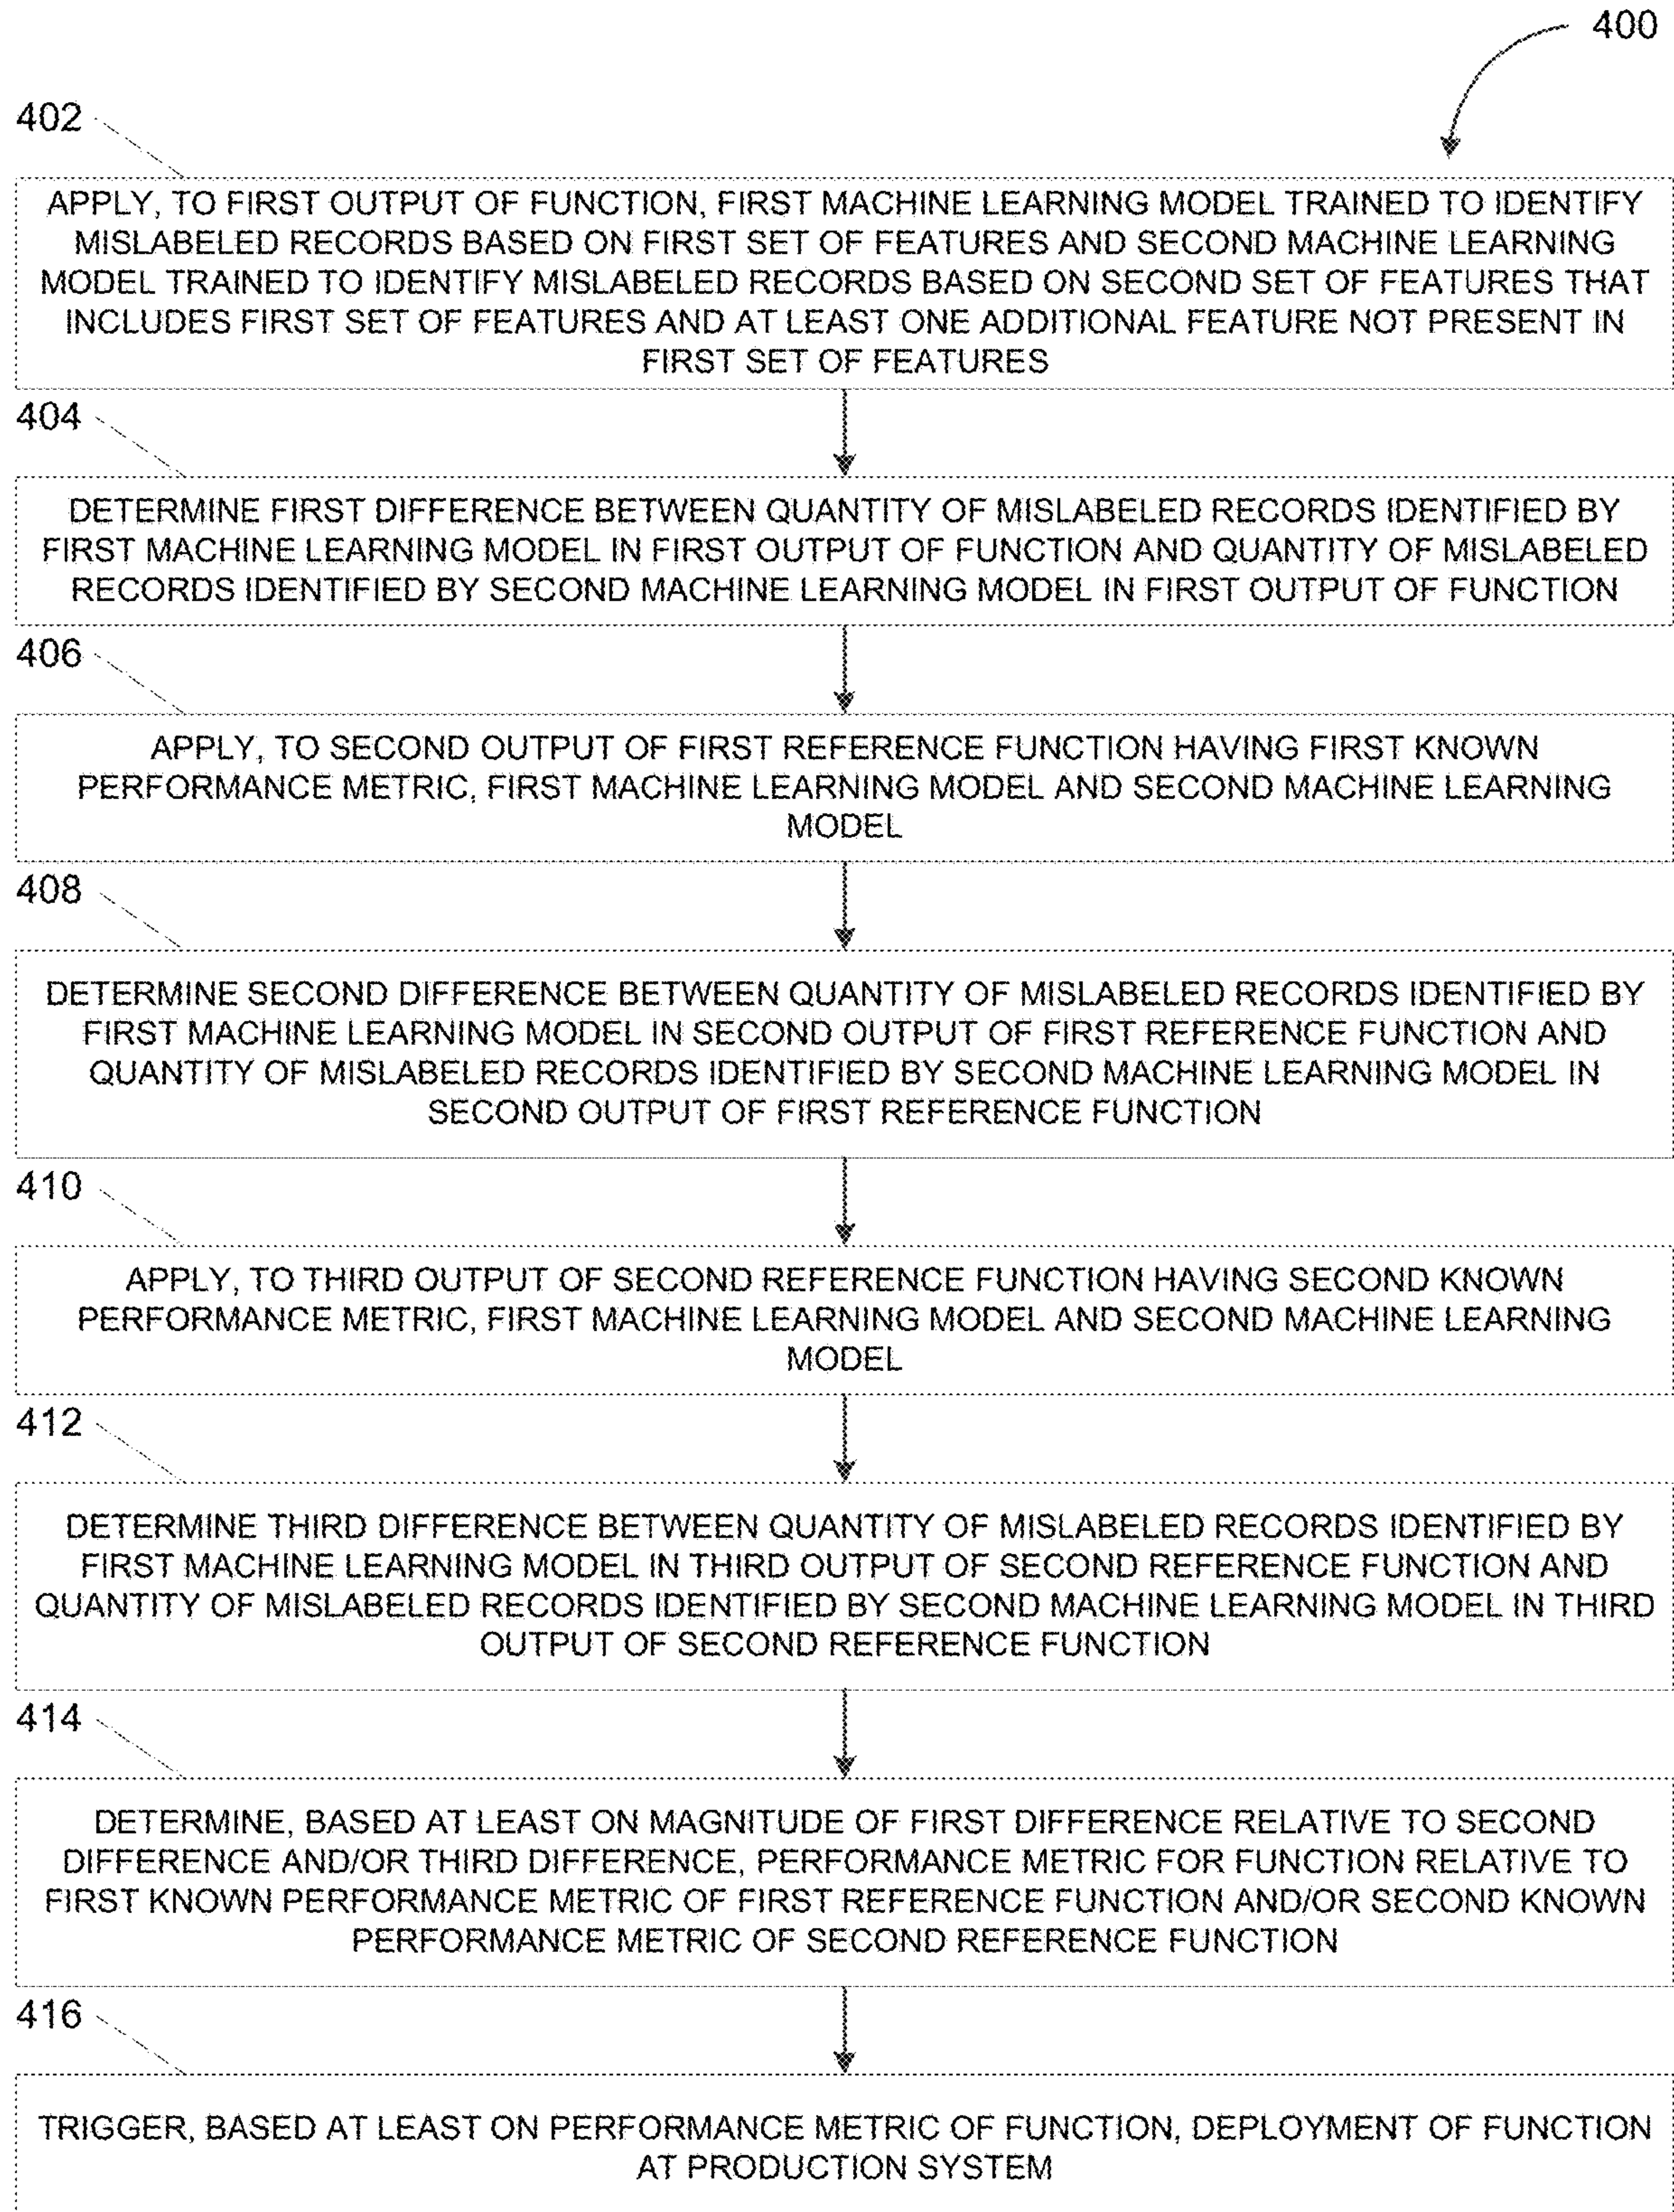 400
402
APPLY, TO FIRST OUTPUT OF FUNCTION, FIRST MACHINE LEARNING MODEL TRAINED TO IDENTIFY
MISLABELED RECORDS BASED ON FIRST SET OF FEATURES AND SECOND MACHINE LEARNING
MODEL TRAINED TO IDENTIFY MISLABELED RECORDS BASED ON SECOND SET OF FEATURES THAT
INCLUDES FIRST SET OF FEATURES AND AT LEAST ONE ADDITIONAL FEATURE NOT PRESENT IN
FIRST SET OF FEATURES
404
DETERMINE FIRST DIFFERENCE BETWEEN QUANTITY OF MISLABELED RECORDS IDENTIFIED BY
FIRST MACHINE LEARNING MODEL IN FIRST OUTPUT OF FUNCTION AND QUANTITY OF MISLABELED
RECORDS IDENTIFIED BY SECOND MACHINE LEARNING MODEL IN FIRST OUTPUT OF FUNCTION
406
APPLY, TO SECOND OUTPUT OF FIRST REFERENCE FUNCTION HAVING FIRST KNOWN
PERFORMANCE METRIC, FIRST MACHINE LEARNING MODEL AND SECOND MACHINE LEARNING
MODEL
408
DETERMINE SECOND DIFFERENCE BETWEEN QUANTITY OF MISLABELED RECORDS IDENTIFIED BY
FIRST MACHINE LEARNING MODEL IN SECOND OUTPUT OF FIRST REFERENCE FUNCTION AND
QUANTITY OF MISLABELED RECORDS IDENTIFIED BY SECOND MACHINE LEARNING MODEL IN
SECOND OUTPUT OF FIRST REFERENCE FUNCTION
410
APPLY, TO THIRD OUTPUT OF SECOND REFERENCE FUNCTION HAVING SECOND KNOWN
PERFORMANCE METRIC, FIRST MACHINE LEARNING MODEL AND SECOND MACHINE LEARNING
MODEL
412
DETERMINE THIRD DIFFERENCE BETWEEN QUANTITY OF MISLABELED RECORDS IDENTIFIED BY
FIRST MACHINE LEARNING MODEL IN THIRD OUTPUT OF SECOND REFERENCE FUNCTION AND
QUANTITY OF MISLABELED RECORDS IDENTIFIED BY SECOND MACHINE LEARNING MODEL IN THIRD
OUTPUT OF SECOND REFERENCE FUNCTION
414
DETERMINE, BASED AT LEAST ON MAGNITUDE OF FIRST DIFFERENCE RELATIVE TO SECOND
DIFFERENCE AND/OR THIRD DIFFERENCE, PERFORMANCE METRIC FOR FUNCTION RELATIVE TO
FIRST KNOWN PERFORMANCE METRIC OF FIRST REFERENCE FUNCTION AND/OR SECOND KNOWN
PERFORMANCE METRIC OF SECOND REFERENCE FUNCTION
416
TRIGGER, BASED AT LEAST ON PERFORMANCE METRIC OF FUNCTION, DEPLOYMENT OF FUNCTION
AT PRODUCTION SYSTEM